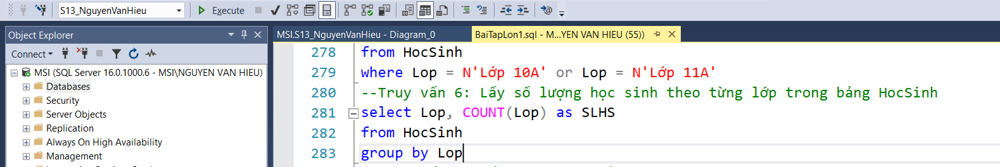 S13_NguyenVanHieu
Execute
Object Explorer
Connect
MSI (SQL Server 16.0.1000.6 - MSI\NGUYEN VAN HIEU)
Databases
Security
Server Objects
Replication
Always On High Availability
Management
MSI.S13_NguyenVanHieu - Diagram_0
BaiTapLon1.sql - M...YEN VAN HIEU (55))
278 from HocSinh
279 where Lop = N'Lớp 10A' or Lop = N'Lớp 11A'
280 --Truy vấn 6: Lấy số lượng học sinh theo từng lớp trong bảng HocSinh
281 select Lop, COUNT(Lop) as SLHS
282 from HocSinh
283 group by Lop